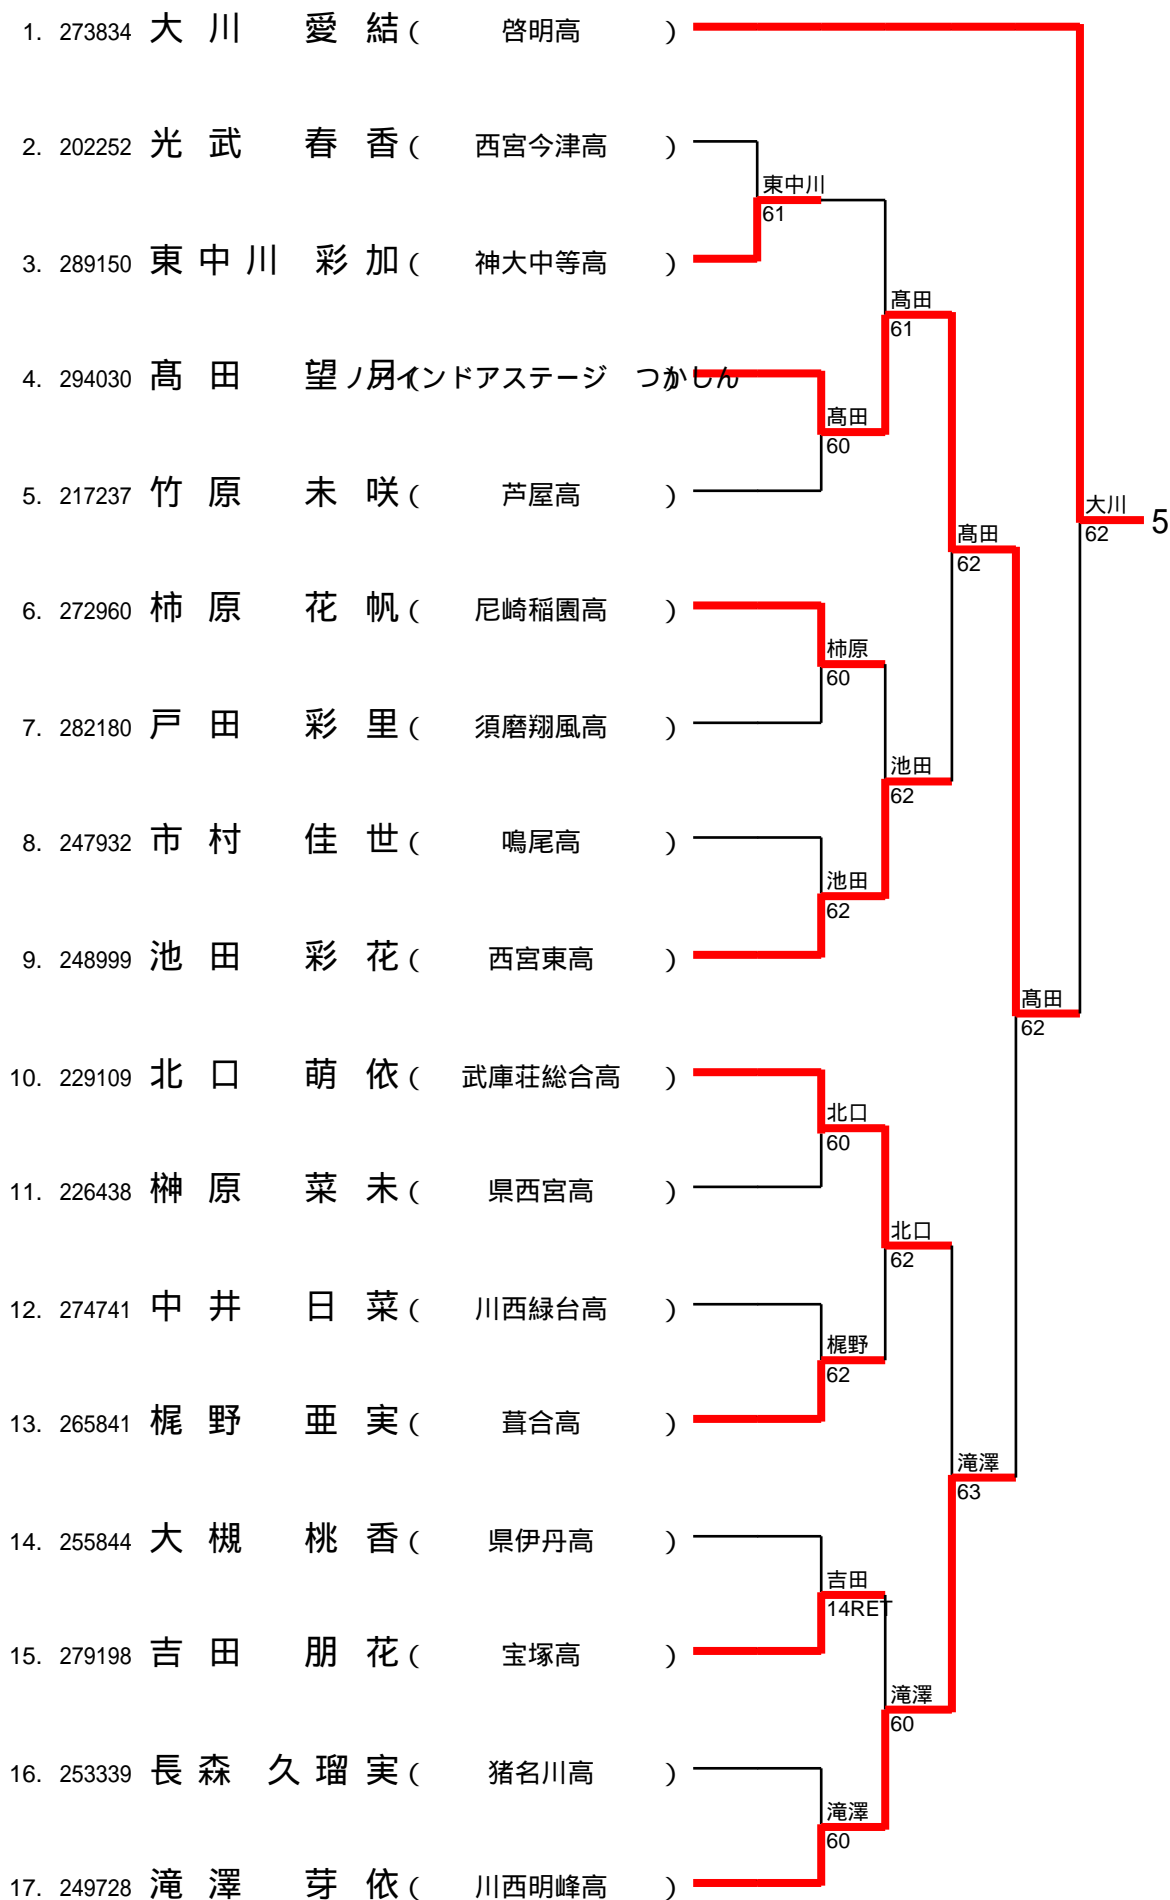 1. 273834 大川 愛結 ( 啓明高 )
2. 202252 光武 春香 ( 西宮今津高 )
東中川
61
3. 289150 東中川 彩加 ( 神大中等高 )
髙田
61
4. 294030 髙田 望月 ( ノアインドアステージ つかしん )
髙田
60
5. 217237 竹原 未咲 ( 芦屋高 )
大川
62
5
髙田
62
6. 272960 柿原 花帆 ( 尼崎稲園高 )
柿原
60
7. 282180 戸田 彩里 ( 須磨翔風高 )
池田
62
8. 247932 市村 佳世 ( 鳴尾高 )
池田
62
9. 248999 池田 彩花 ( 西宮東高 )
髙田
62
10. 229109 北口 萌依 ( 武庫荘総合高 )
北口
60
11. 226438 榊原 菜未 ( 県西宮高 )
北口
62
12. 274741 中井 日菜 ( 川西緑台高 )
梶野
62
13. 265841 梶野 亜実 ( 葺合高 )
滝澤
63
14. 255844 大槻 桃香 ( 県伊丹高 )
吉田
14RET
15. 279198 吉田 朋花 ( 宝塚高 )
滝澤
60
16. 253339 長森 久瑠実 ( 猪名川高 )
滝澤
60
17. 249728 滝澤 芽依 ( 川西明峰高 )